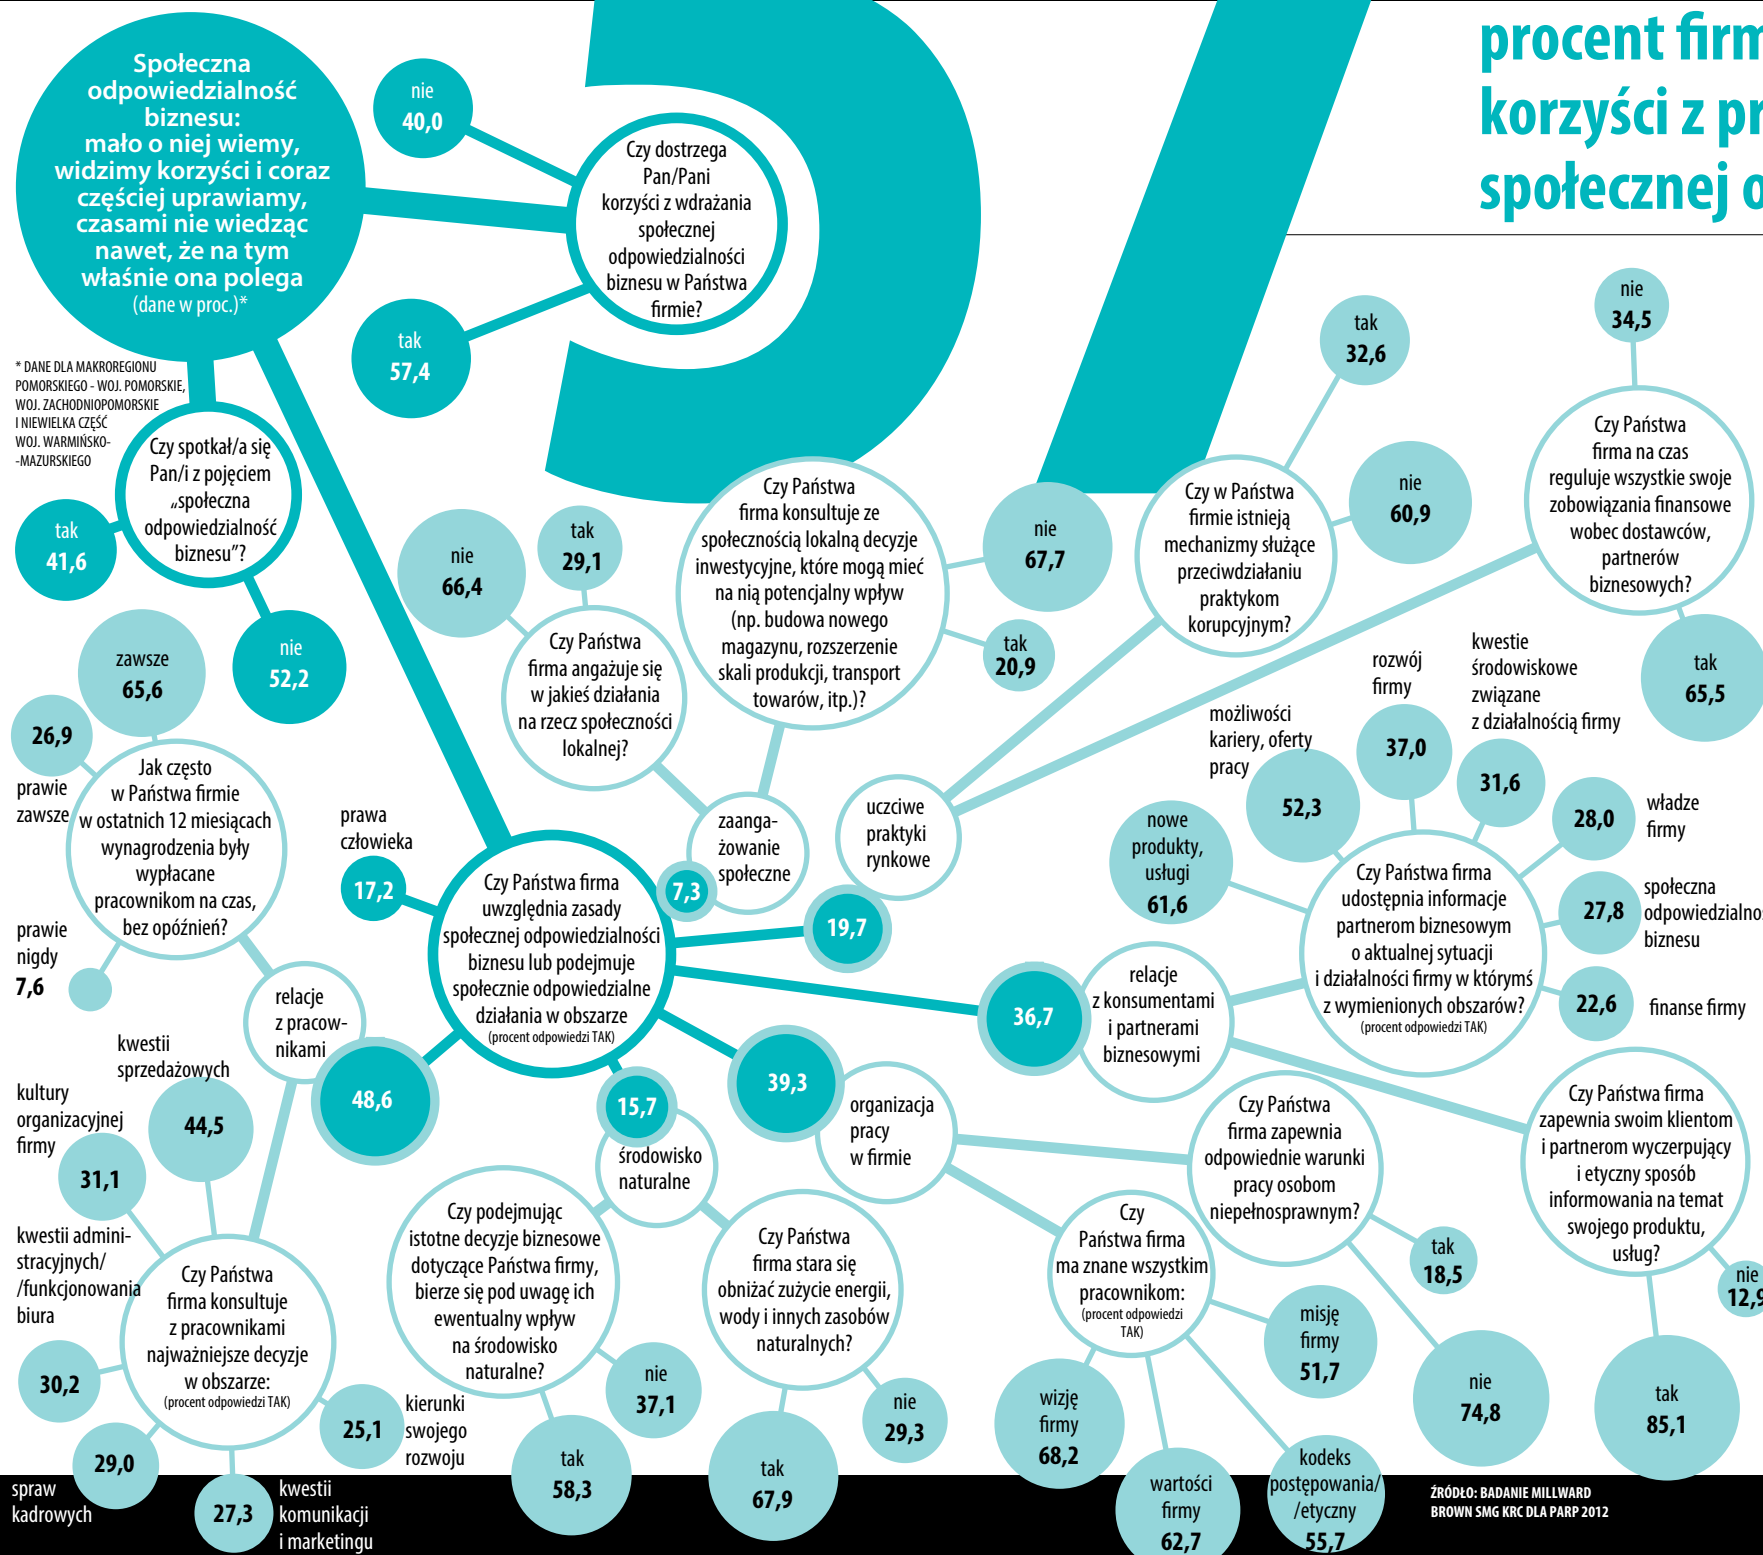 Społeczna
odpowiedzialność
biznesu:
mało o niej wiemy,
widzimy korzyści i coraz
częściej uprawiamy,
czasami nie wiedząc
nawet, że na tym
właśnie ona polega
(dane w proc.)*
* DANE DLA MAKROREGIONU
POMORSKIEGO - WOJ. POMORSKIE,
WOJ. ZACHODNIOPOMORSKIE
I NIEWIELKA CZĘŚĆ
WOJ. WARMIŃSKO-
-MAZURSKIEGO
57
procent firm
korzyści z pr
społecznej o
Czy dostrzega
Pan/Pani
korzyści z wdrażania
społecznej
odpowiedzialności
biznesu w Państwa
firmie?
nie
40,0
tak
57,4
Czy spotkał/a się
Pan/i z pojęciem
„społeczna
odpowiedzialność
biznesu”?
tak
41,6
nie
52,2
Czy Państwa firma
uwzględnia zasady
społecznej odpowiedzialności
biznesu lub podejmuje
społecznie odpowiedzialne
działania w obszarze
(procent odpowiedzi TAK)
prawa
człowieka
17,2
zaanga-
żowanie
społeczne
7,3
Czy Państwa
firma angażuje się
w jakieś działania
na rzecz społeczności
lokalnej?
nie
66,4
tak
29,1
Czy Państwa
firma konsultuje ze
społecznością lokalną decyzje
inwestycyjne, które mogą mieć
na nią potencjalny wpływ
(np. budowa nowego
magazynu, rozszerzenie
skali produkcji, transport
towarów, itp.)?
nie
67,7
tak
20,9
uczciwe
praktyki
rynkowe
19,7
Czy w Państwa
firmie istnieją
mechanizmy służące
przeciwdziałaniu
praktykom
korupcyjnym?
tak
32,6
nie
60,9
Czy Państwa
firma na czas
reguluje wszystkie swoje
zobowiązania finansowe
wobec dostawców,
partnerów
biznesowych?
nie
34,5
tak
65,5
relacje
z konsumentami
i partnerami
biznesowymi
36,7
Czy Państwa firma
udostępnia informacje
partnerom biznesowym
o aktualnej sytuacji
i działalności firmy w którymś
z wymienionych obszarów?
(procent odpowiedzi TAK)
nowe
produkty,
usługi
61,6
możliwości
kariery, oferty
pracy
52,3
rozwój
firmy
37,0
kwestie
środowiskowe
związane
z działalnością firmy
31,6
28,0
władze
firmy
27,8
społeczna
odpowiedzialno
biznesu
22,6
finanse firmy
Czy Państwa firma
zapewnia swoim klientom
i partnerom wyczerpujący
i etyczny sposób
informowania na temat
swojego produktu,
usług?
nie
12,9
tak
85,1
organizacja
pracy
w firmie
39,3
Czy Państwa
firma zapewnia
odpowiednie warunki
pracy osobom
niepełnosprawnym?
tak
18,5
nie
74,8
Czy
Państwa firma
ma znane wszystkim
pracownikom:
(procent odpowiedzi
TAK)
misję
firmy
51,7
wizję
firmy
68,2
wartości
firmy
62,7
kodeks
postępowania/
/etyczny
55,7
środowisko
naturalne
15,7
Czy podejmując
istotne decyzje biznesowe
dotyczące Państwa firmy,
bierze się pod uwagę ich
ewentualny wpływ
na środowisko
naturalne?
nie
37,1
tak
58,3
Czy Państwa
firma stara się
obniżać zużycie energii,
wody i innych zasobów
naturalnych?
nie
29,3
tak
67,9
relacje
z pracow-
nikami
48,6
Jak często
w Państwa firmie
w ostatnich 12 miesiącach
wynagrodzenia były
wypłacane
pracownikom na czas,
bez opóźnień?
zawsze
65,6
26,9
prawie
zawsze
prawie
nigdy
7,6
Czy Państwa
firma konsultuje
z pracownikami
najważniejsze decyzje
w obszarze:
(procent odpowiedzi TAK)
kwestii
sprzedażowych
44,5
kultury
organizacyjnej
firmy
31,1
kwestii admini-
stracyjnych/
/funkcjonowania
biura
30,2
29,0
spraw
kadrowych
27,3
kwestii
komunikacji
i marketingu
25,1
kierunki
swojego
rozwoju
ŹRÓDŁO: BADANIE MILLWARD
BROWN SMG KRC DLA PARP 2012